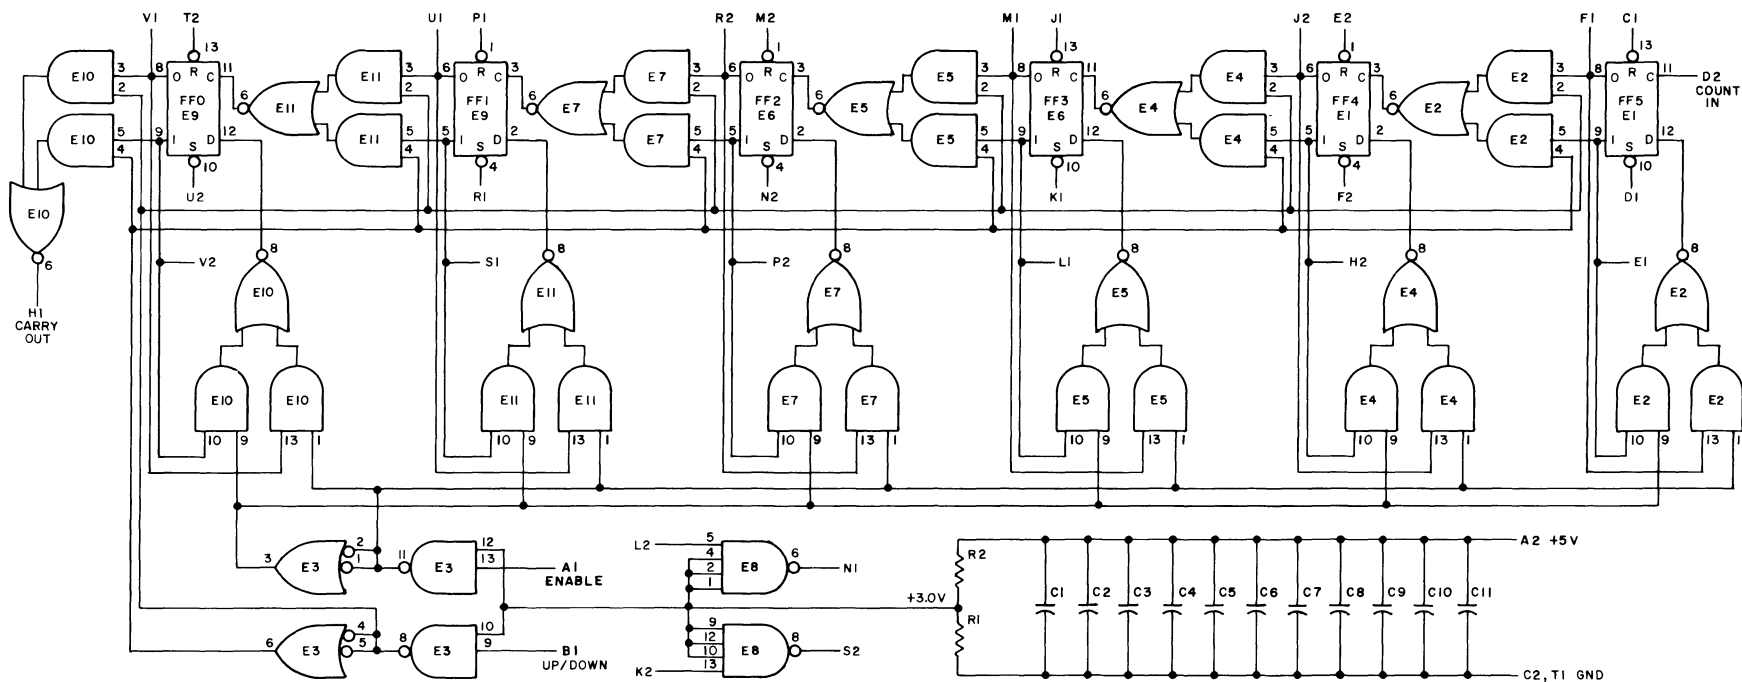 V1 T2 U1 P1 R2 M2 M1 J1 J2 E2 F1 C1
13 1 1 13 1 13
E10 3 8 O R C 11 E11 3 6 O R C 3 E7 3 6 O R C 3 E5 3 8 O R C 11 E4 3 6 O R C 3 E2 3 8 O R C 11 D2
2 2 2 2 2 2 COUNT
FF0 FF1 FF2 FF3 FF4 FF5 IN
6 E11 E9 6 E7 E9 6 E5 E6 6 E4 E6 6 E2 E1 E1
E10 5 9 I D 12 E11 5 5 I D 2 E7 5 5 I D 2 E5 5 9 I D 12 E4 5 5 I D 2 E2 5 9 I D 12
4 S 4 S 4 S 4 S 4 S 4 S
10 4 4 10 4 10
U2 R1 N2 K1 F2 D1
E10
6
V2 8 S1 8 P2 8 L1 8 H2 8 E1 8
E10 E11 E7 E5 E4 E2
H1
CARRY
OUT
E10 E10 E11 E11 E7 E7 E5 E5 E4 E4 E2 E2
10 9 13 1 10 9 13 1 10 9 13 1 10 9 13 1 10 9 13 1 10 9 13 1
3 E3 2 1 11 E3 12 13
A1
ENABLE
L2 5 4 2 1 E8 6 N1
R2
A2 +5V
+3.0V
C1 C2 C3 C4 C5 C6 C7 C8 C9 C10 C11
R1
6 E3 4 5 8 E3 10 9
B1
UP/DOWN
9 12 10 13 E8 8 S2
K2
C2, T1 GND